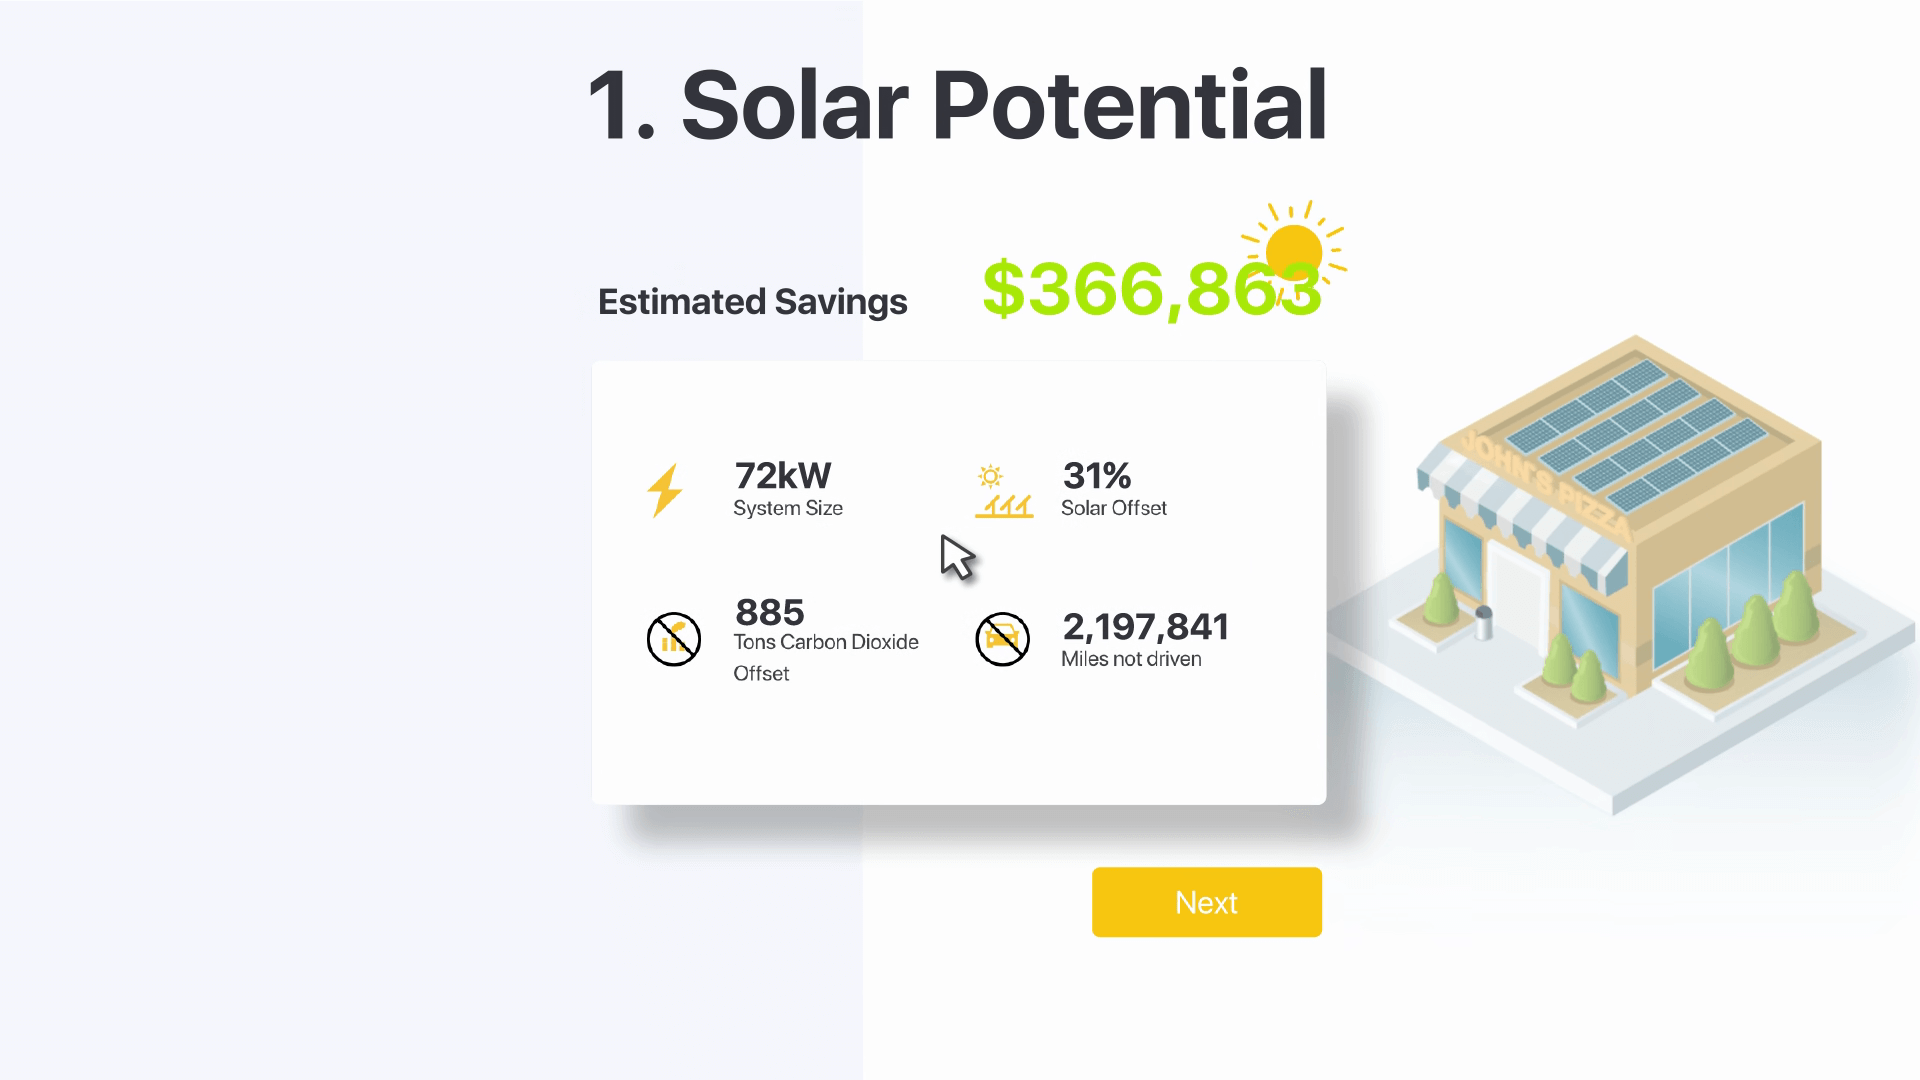 1. Solar Potential
Estimated Savings
$366,863
72kW
System Size
31%
Solar Offset
885
Tons Carbon Dioxide
Offset
2,197,841
Miles not driven
JOHN'S PIZZA
Next